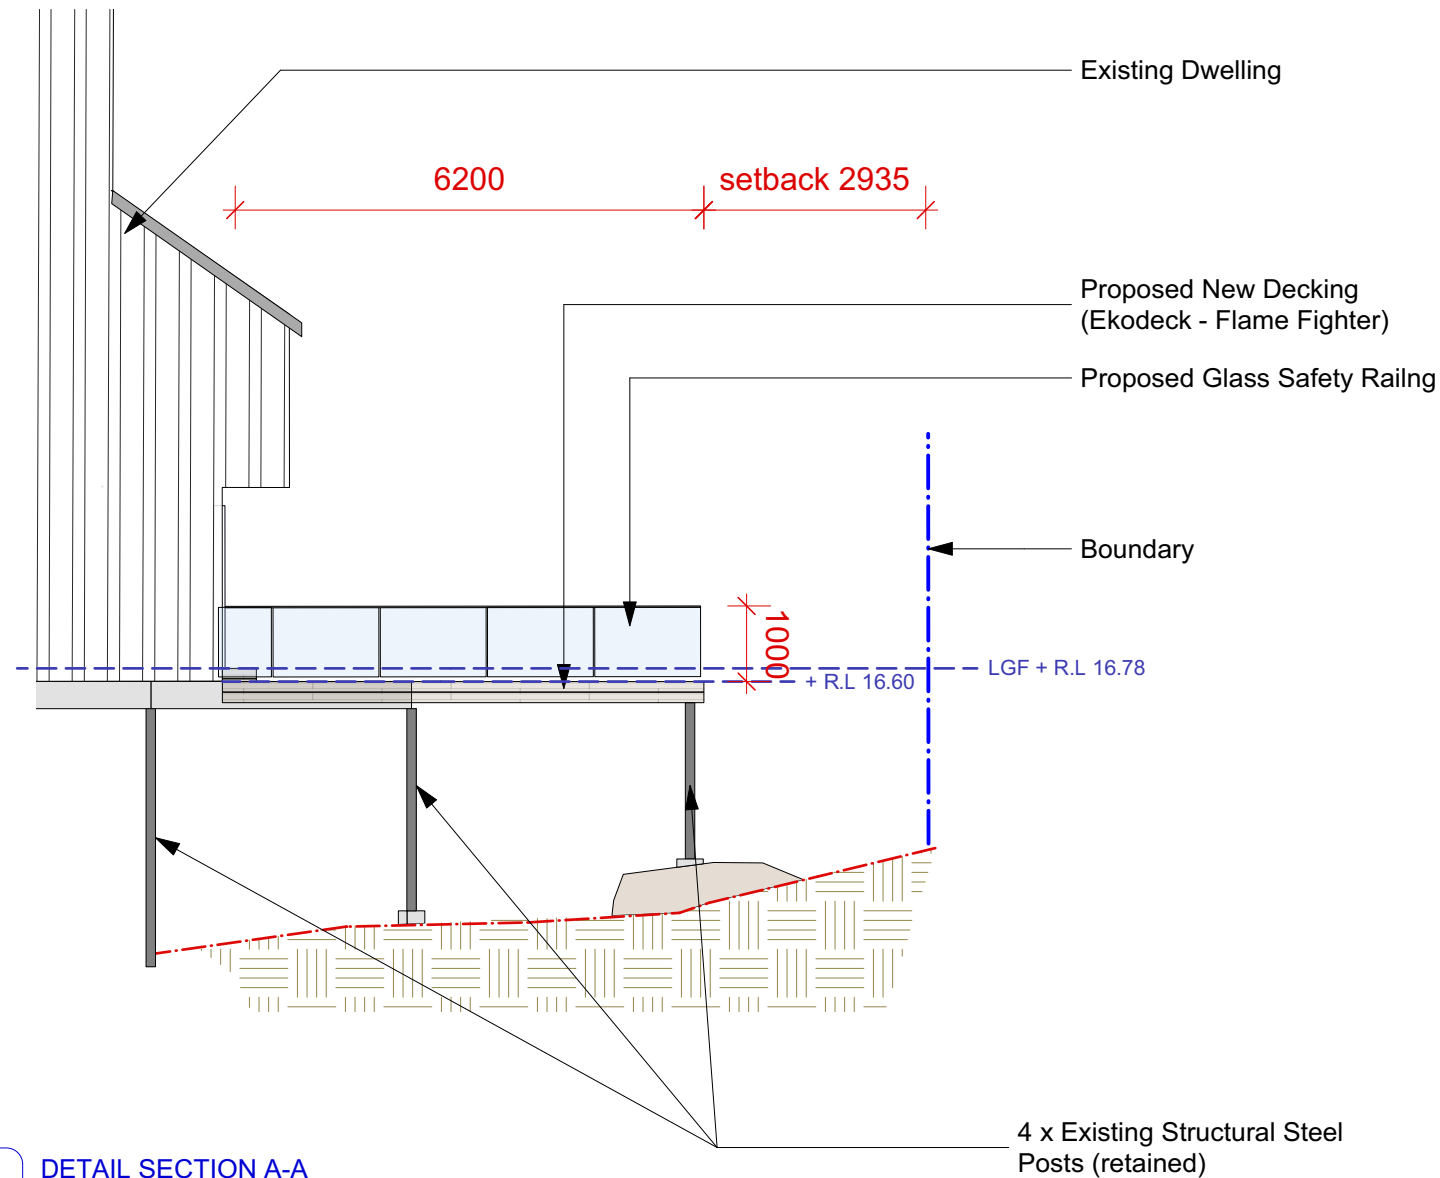 Existing Dwelling
6200
setback 2935
Proposed New Decking
(Ekodeck - Flame Fighter)
Proposed Glass Safety Railng
Boundary
1000
LGF + R.L 16.78
+ R.L 16.60
4 x Existing Structural Steel
Posts (retained)
DETAIL SECTION A-A